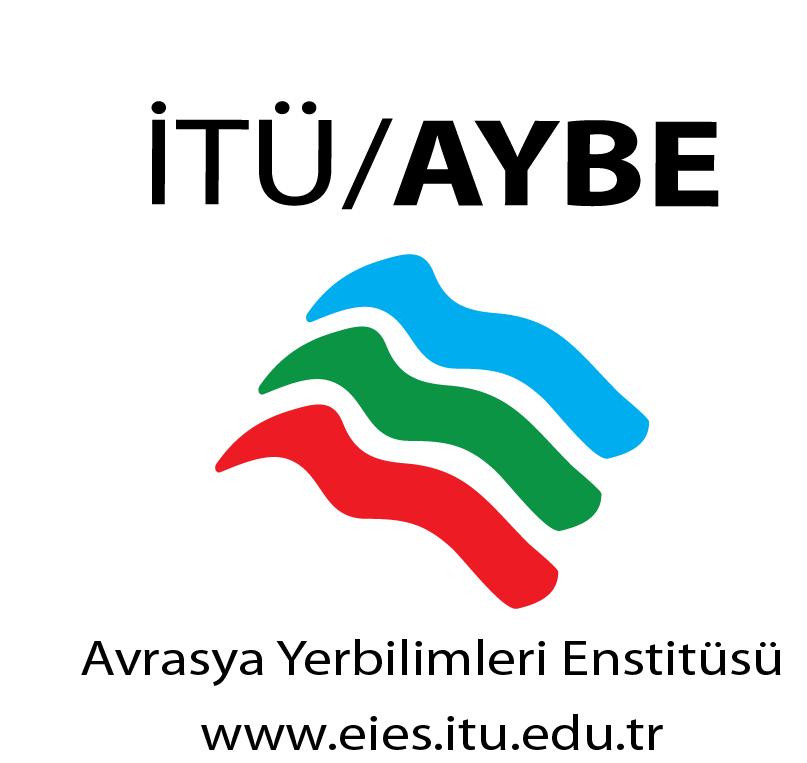 İTÜ/AYBE
Avrasya Yerbilimleri Enstitüsü
www.eies.itu.edu.tr